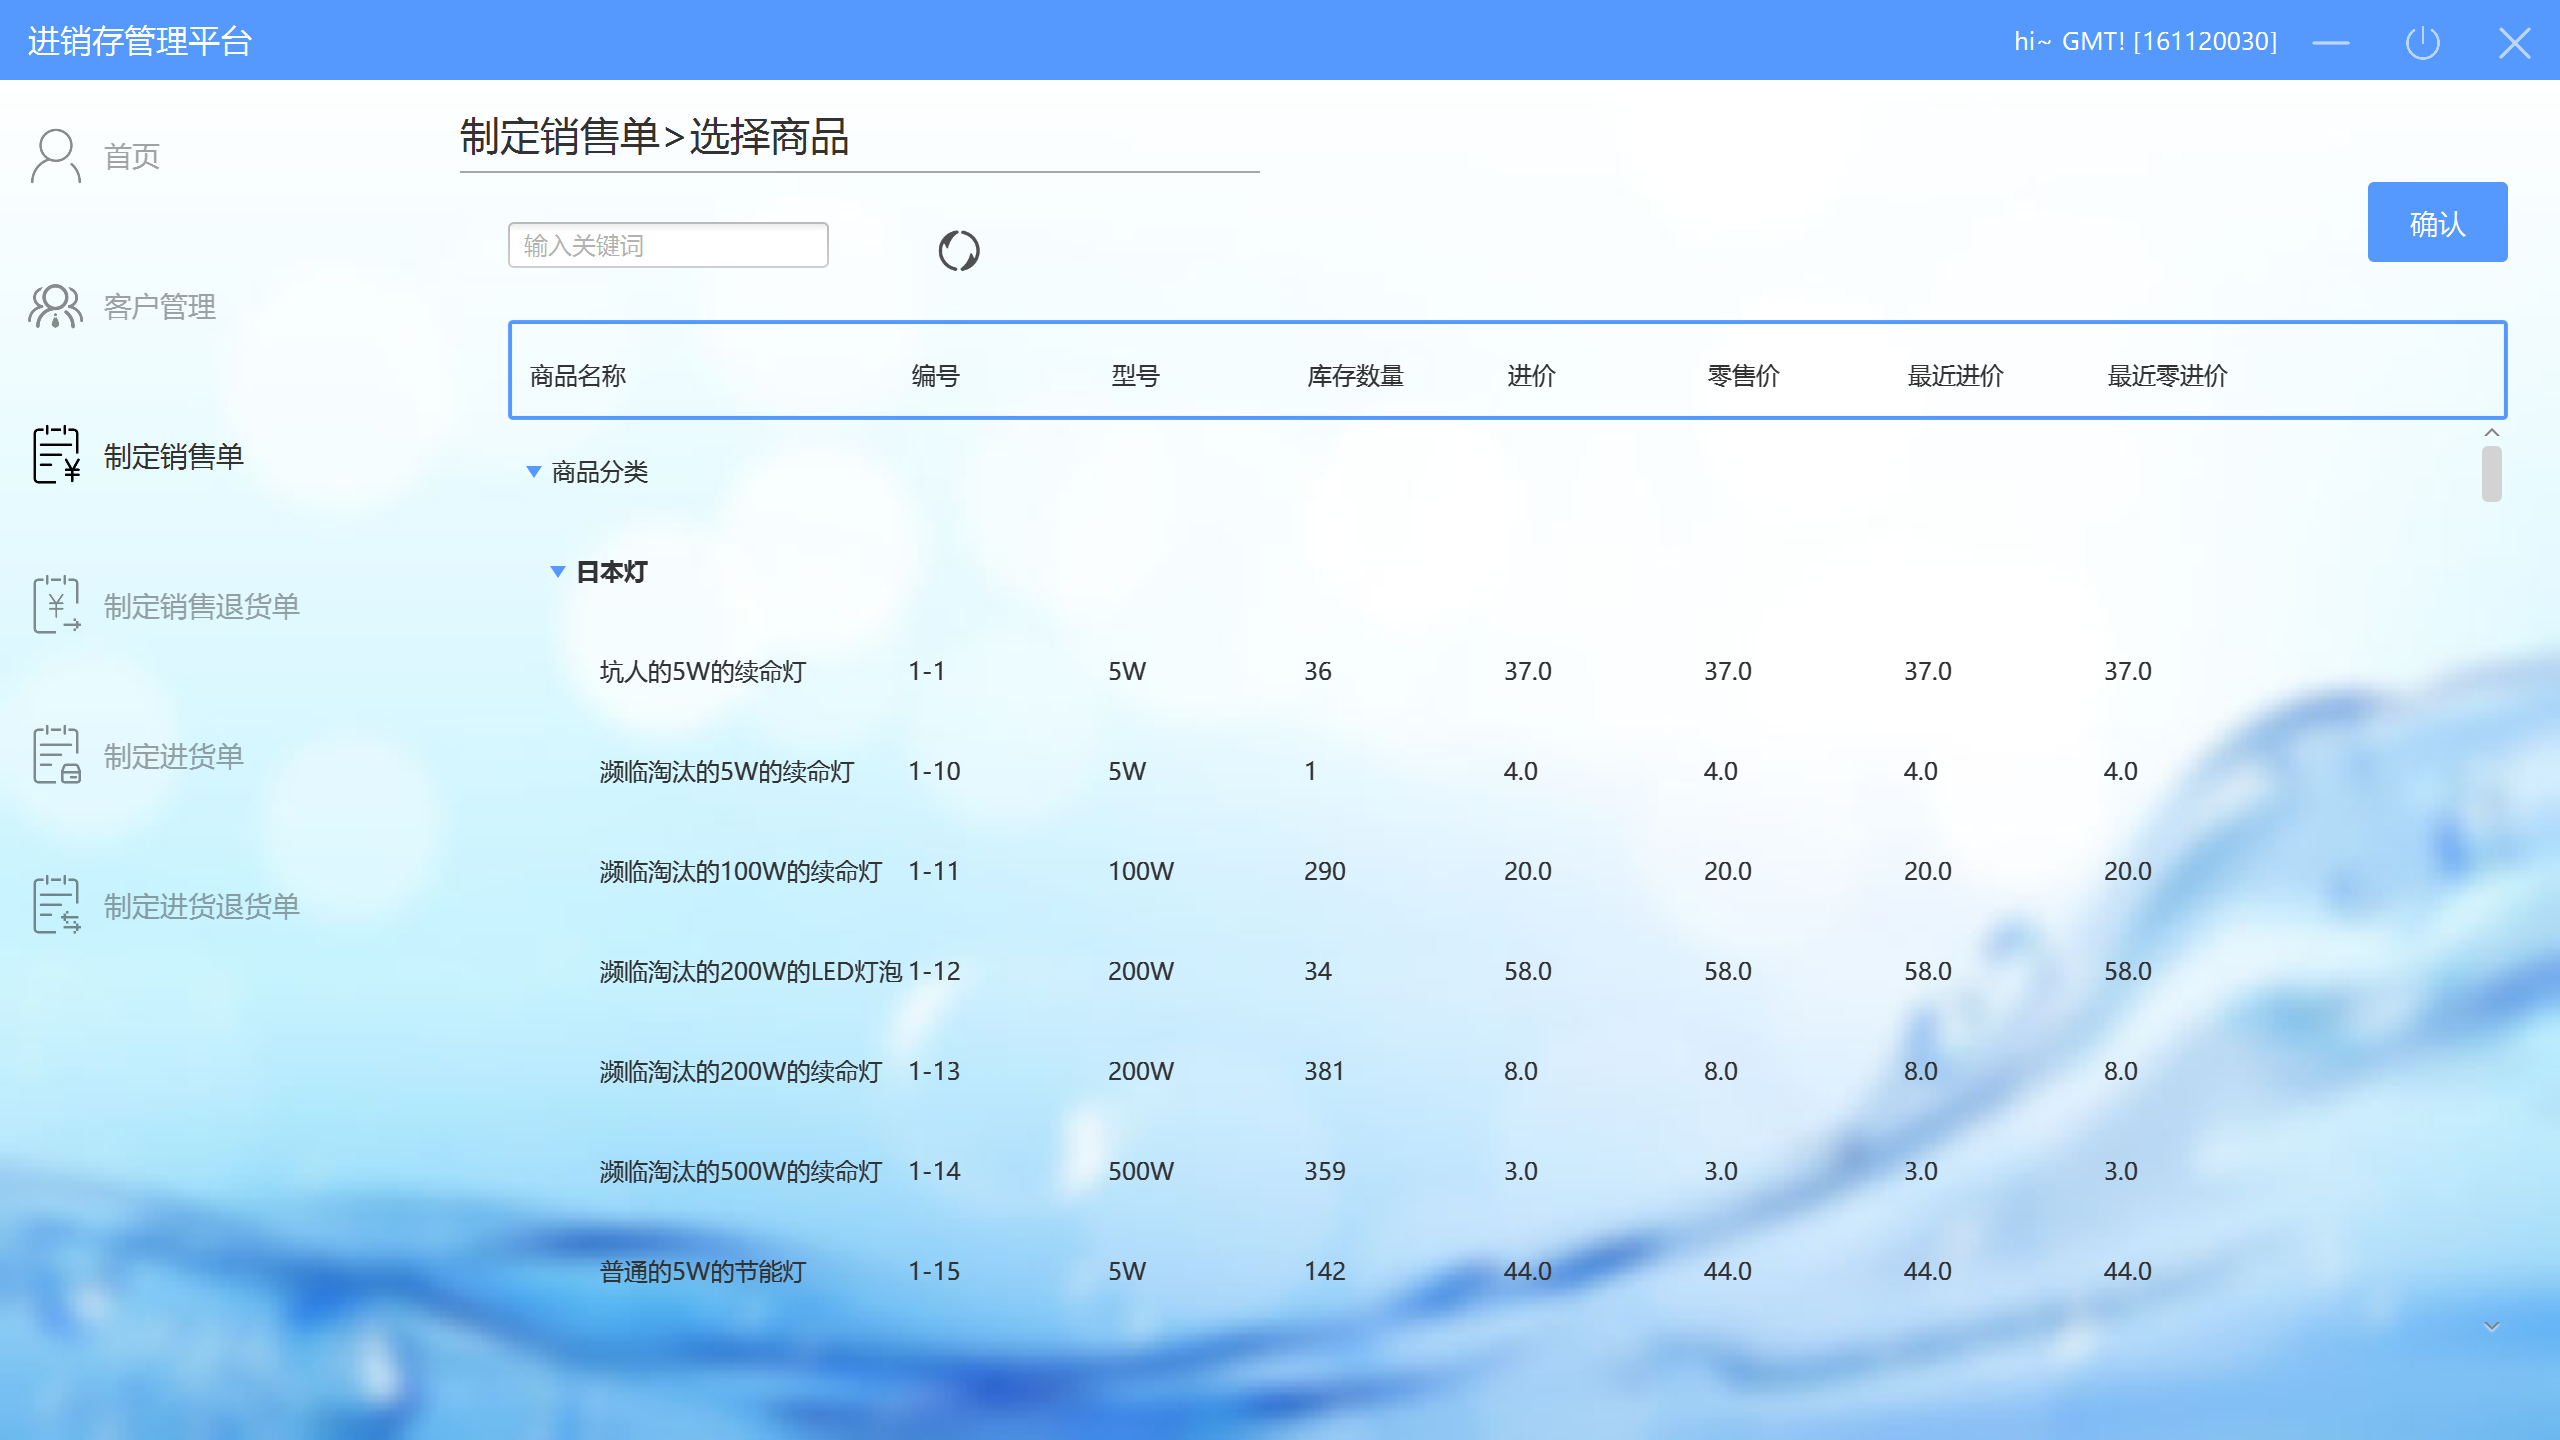 进销存管理平台
hi~ GMT! [161120030]
首页
客户管理
制定销售单
制定销售退货单
制定进货单
制定进货退货单
制定销售单>选择商品
输入关键词
确认
商品名称 编号 型号 库存数量 进价 零售价 最近进价 最近零进价
商品分类
日本灯
坑人的5W的续命灯 1-1 5W 36 37.0 37.0 37.0 37.0
濒临淘汰的5W的续命灯 1-10 5W 1 4.0 4.0 4.0 4.0
濒临淘汰的100W的续命灯 1-11 100W 290 20.0 20.0 20.0 20.0
濒临淘汰的200W的LED灯泡 1-12 200W 34 58.0 58.0 58.0 58.0
濒临淘汰的200W的续命灯 1-13 200W 381 8.0 8.0 8.0 8.0
濒临淘汰的500W的续命灯 1-14 500W 359 3.0 3.0 3.0 3.0
普通的5W的节能灯 1-15 5W 142 44.0 44.0 44.0 44.0